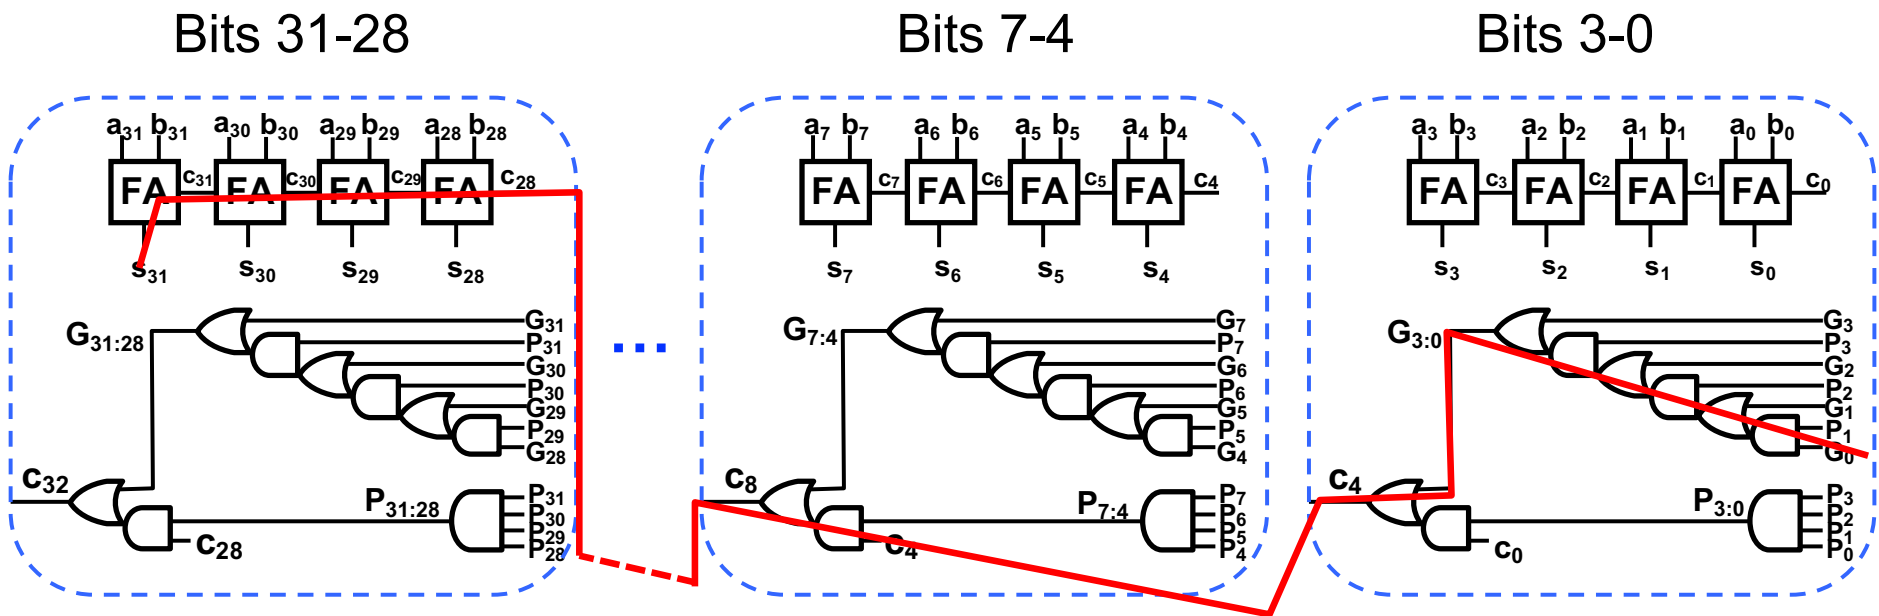 Bits 31-28
Bits 7-4
Bits 3-0
a31 b31 a30 b30 a29 b29 a28 b28
FA c31 FA c30 FA c29 FA c28
s31 s30 s29 s28
G31:28
G31
P31
G30
P30
G29
P29
G28
c32
P31:28
P31
P30
P29
P28
c28
...
a7 b7 a6 b6 a5 b5 a4 b4
FA c7 FA c6 FA c5 FA c4
s7 s6 s5 s4
G7:4
G7
P7
G6
P6
G5
P5
G4
c8
P7:4
P7
P6
P5
P4
c4
a3 b3 a2 b2 a1 b1 a0 b0
FA c3 FA c2 FA c1 FA c0
s3 s2 s1 s0
G3:0
G3
P3
G2
P2
G1
P1
G0
c4
P3:0
P3
P2
P1
P0
c0